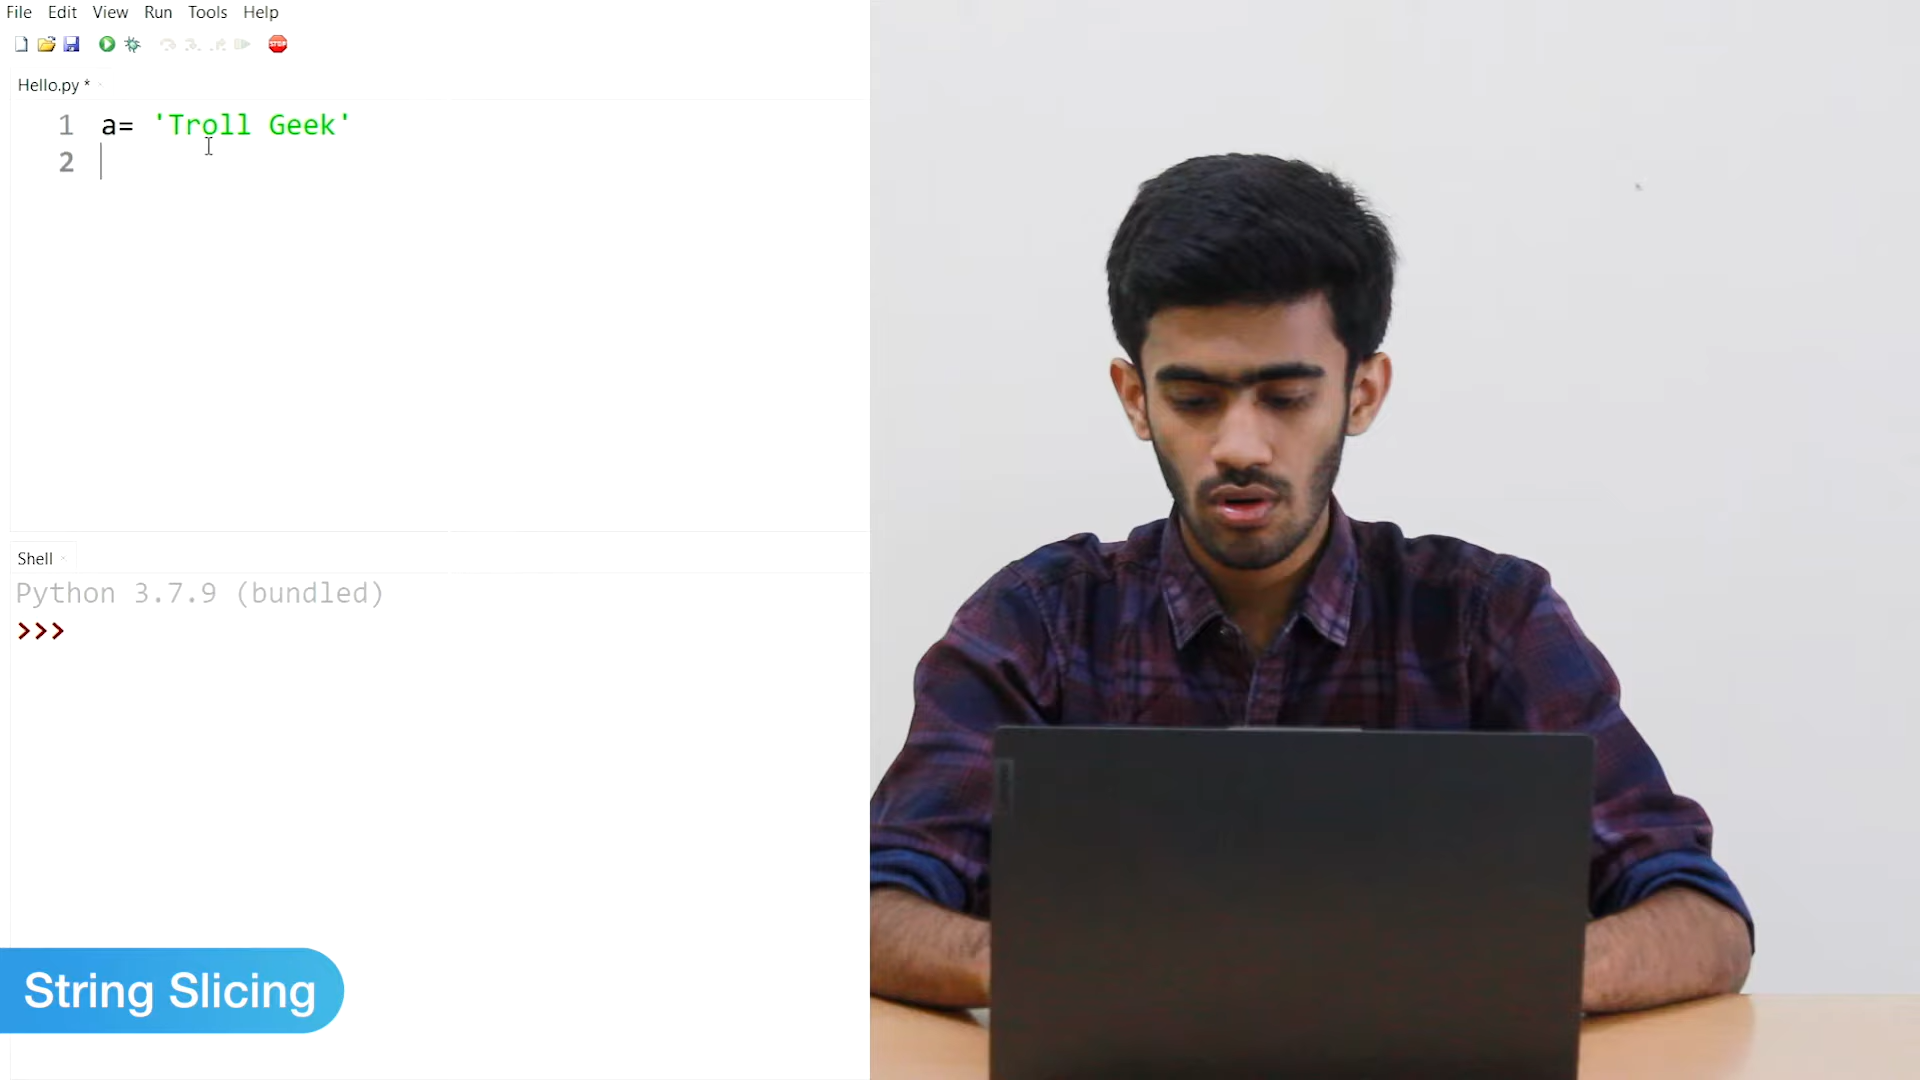 File Edit View Run Tools Help
STOP
Hello.py *
1 a= 'Troll Geek'
2
Shell
Python 3.7.9 (bundled)
>>>
String Slicing